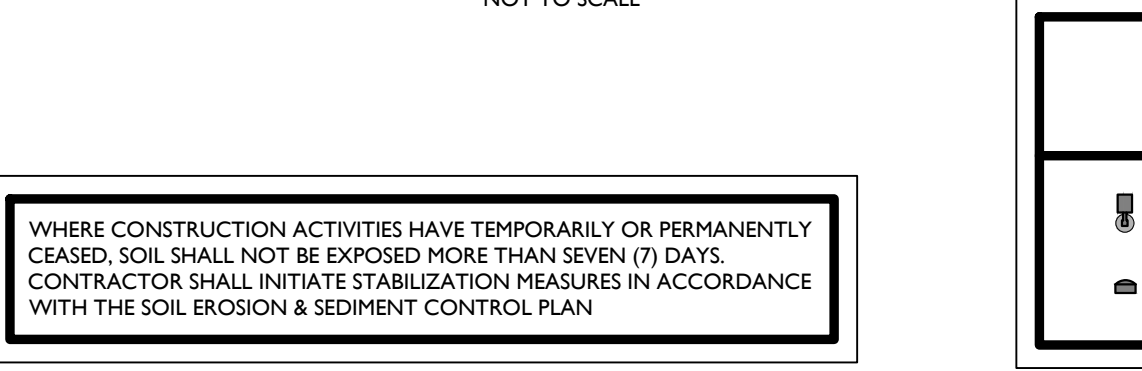 NOT TO SCALE
WHERE CONSTRUCTION ACTIVITIES HAVE TEMPORARILY OR PERMANENTLY
CEASED, SOIL SHALL NOT BE EXPOSED MORE THAN SEVEN (7) DAYS.
CONTRACTOR SHALL INITIATE STABILIZATION MEASURES IN ACCORDANCE
WITH THE SOIL EROSION & SEDIMENT CONTROL PLAN